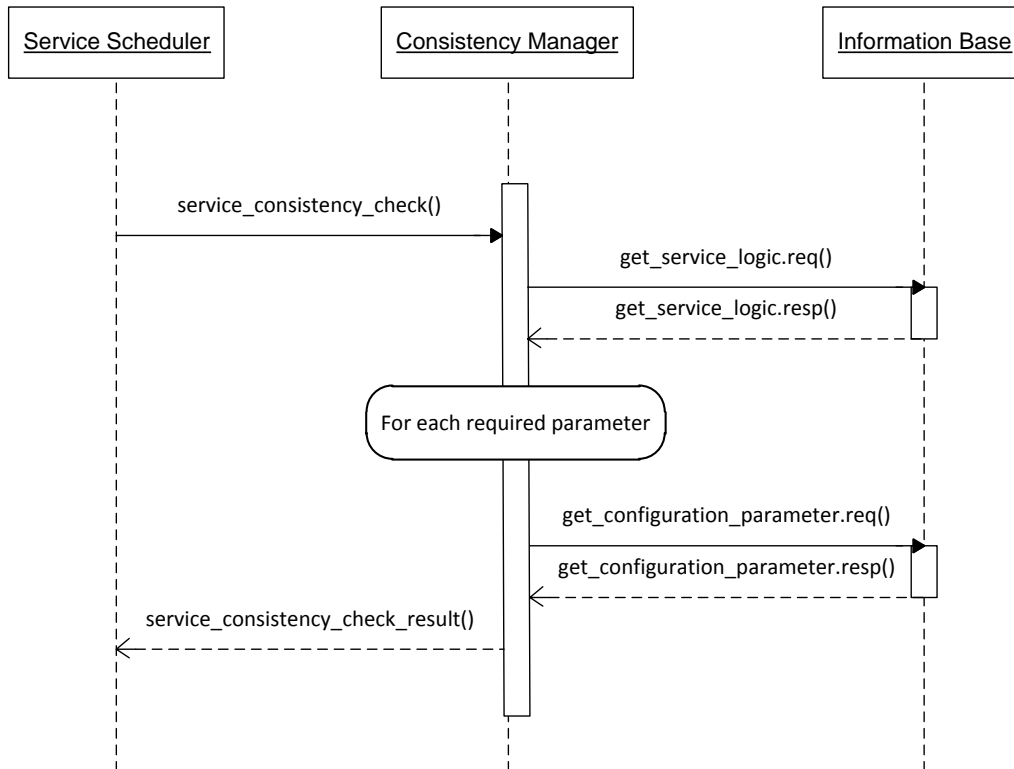 Service Scheduler
Consistency Manager
Information Base
service_consistency_check()
get_service_logic.req()
get_service_logic.resp()
For each required parameter
get_configuration_parameter.req()
get_configuration_parameter.resp()
service_consistency_check_result()